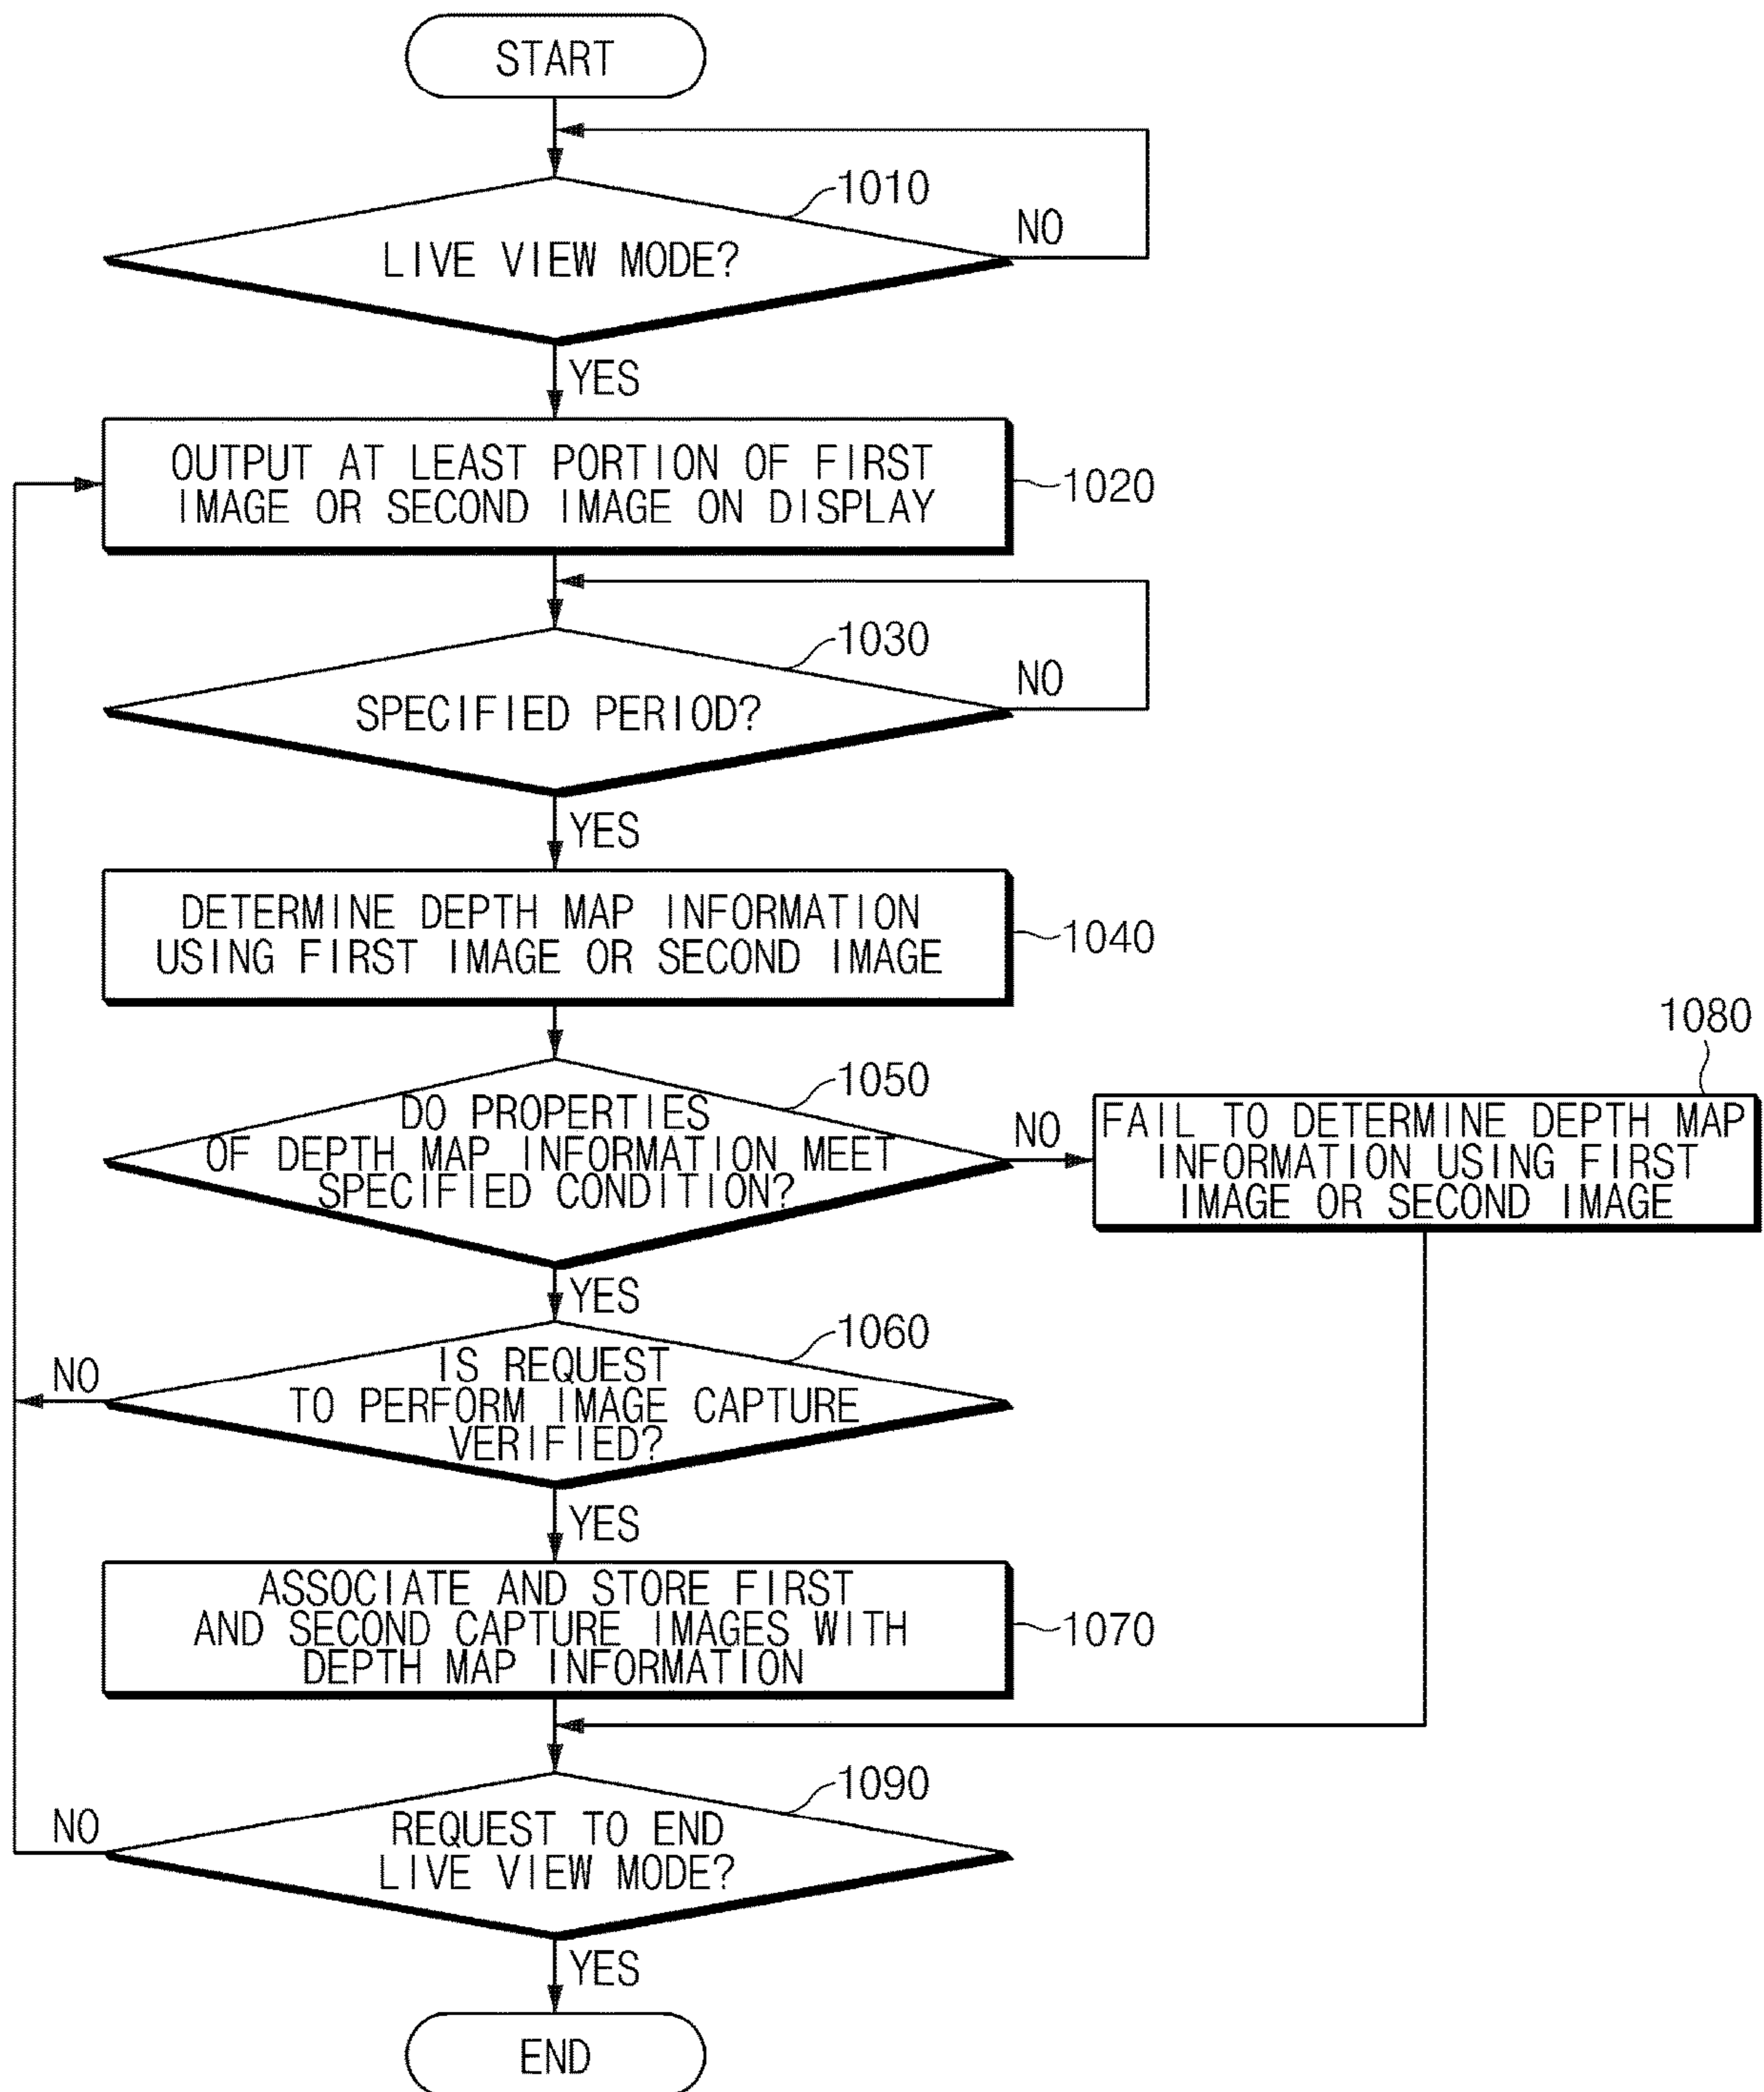 START
1010
LIVE VIEW MODE?
NO
YES
OUTPUT AT LEAST PORTION OF FIRST
IMAGE OR SECOND IMAGE ON DISPLAY
1020
1030
SPECIFIED PERIOD?
NO
YES
DETERMINE DEPTH MAP INFORMATION
USING FIRST IMAGE OR SECOND IMAGE
1040
1050
DO PROPERTIES
OF DEPTH MAP INFORMATION MEET
SPECIFIED CONDITION?
NO
1080
FAIL TO DETERMINE DEPTH MAP
INFORMATION USING FIRST
IMAGE OR SECOND IMAGE
YES
1060
IS REQUEST
TO PERFORM IMAGE CAPTURE
VERIFIED?
NO
YES
ASSOCIATE AND STORE FIRST
AND SECOND CAPTURE IMAGES WITH
DEPTH MAP INFORMATION
1070
1090
REQUEST TO END
LIVE VIEW MODE?
NO
YES
END